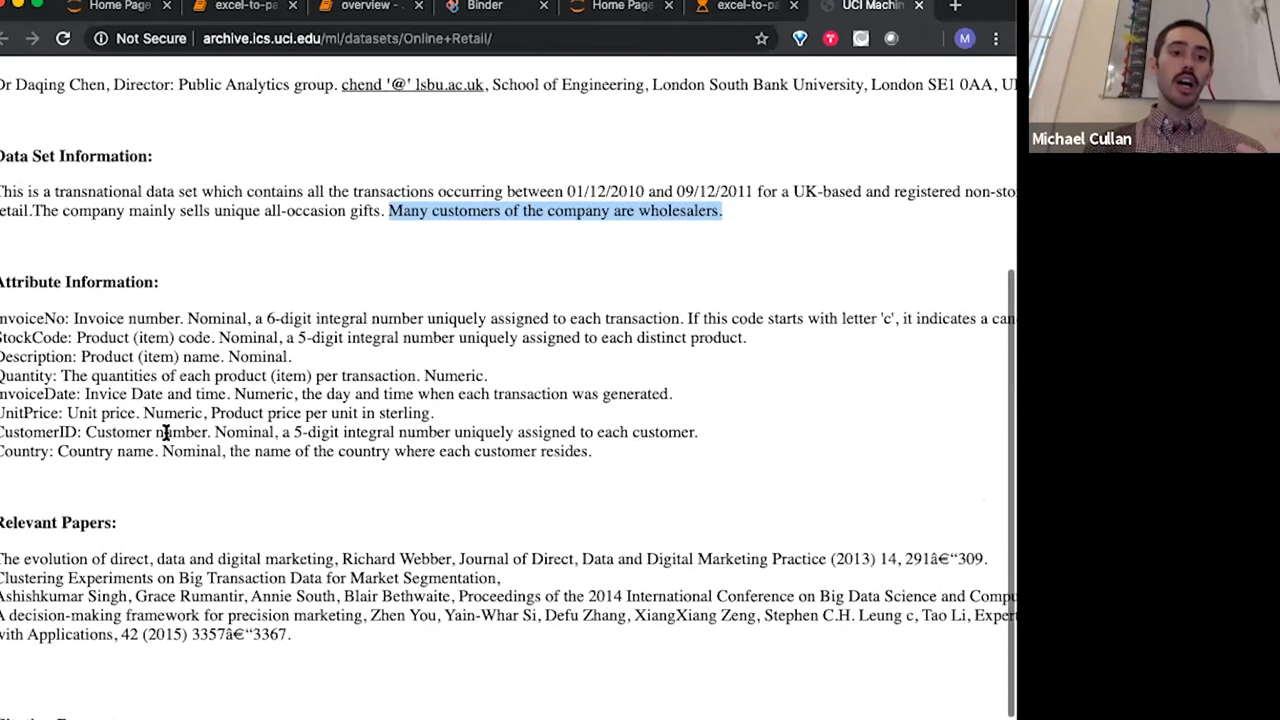 Home Page
excel-to-pa
overview -
Binder
Home Page
excel-to-pa
UCI Machin
Not Secure | archive.ics.uci.edu/ml/datasets/Online+Retail/
M
Dr Daqing Chen, Director: Public Analytics group. chend '@' lsbu.ac.uk, School of Engineering, London South Bank University, London SE1 0AA, U
Michael Cullan
Data Set Information:
This is a transnational data set which contains all the transactions occurring between 01/12/2010 and 09/12/2011 for a UK-based and registered non-sto
etail.The company mainly sells unique all-occasion gifts. Many customers of the company are wholesalers.
Attribute Information:
nvoiceNo: Invoice number. Nominal, a 6-digit integral number uniquely assigned to each transaction. If this code starts with letter 'c', it indicates a can
StockCode: Product (item) code. Nominal, a 5-digit integral number uniquely assigned to each distinct product.
Description: Product (item) name. Nominal.
Quantity: The quantities of each product (item) per transaction. Numeric.
nvoiceDate: Invice Date and time. Numeric, the day and time when each transaction was generated.
UnitPrice: Unit price. Numeric, Product price per unit in sterling.
CustomerID: Customer number. Nominal, a 5-digit integral number uniquely assigned to each customer.
Country: Country name. Nominal, the name of the country where each customer resides.
Relevant Papers:
The evolution of direct, data and digital marketing, Richard Webber, Journal of Direct, Data and Digital Marketing Practice (2013) 14, 291â€“309.
Clustering Experiments on Big Transaction Data for Market Segmentation,
Ashishkumar Singh, Grace Rumantir, Annie South, Blair Bethwaite, Proceedings of the 2014 International Conference on Big Data Science and Compu
A decision-making framework for precision marketing, Zhen You, Yain-Whar Si, Defu Zhang, XiangXiang Zeng, Stephen C.H. Leung c, Tao Li, Expert
with Applications, 42 (2015) 3357â€“3367.